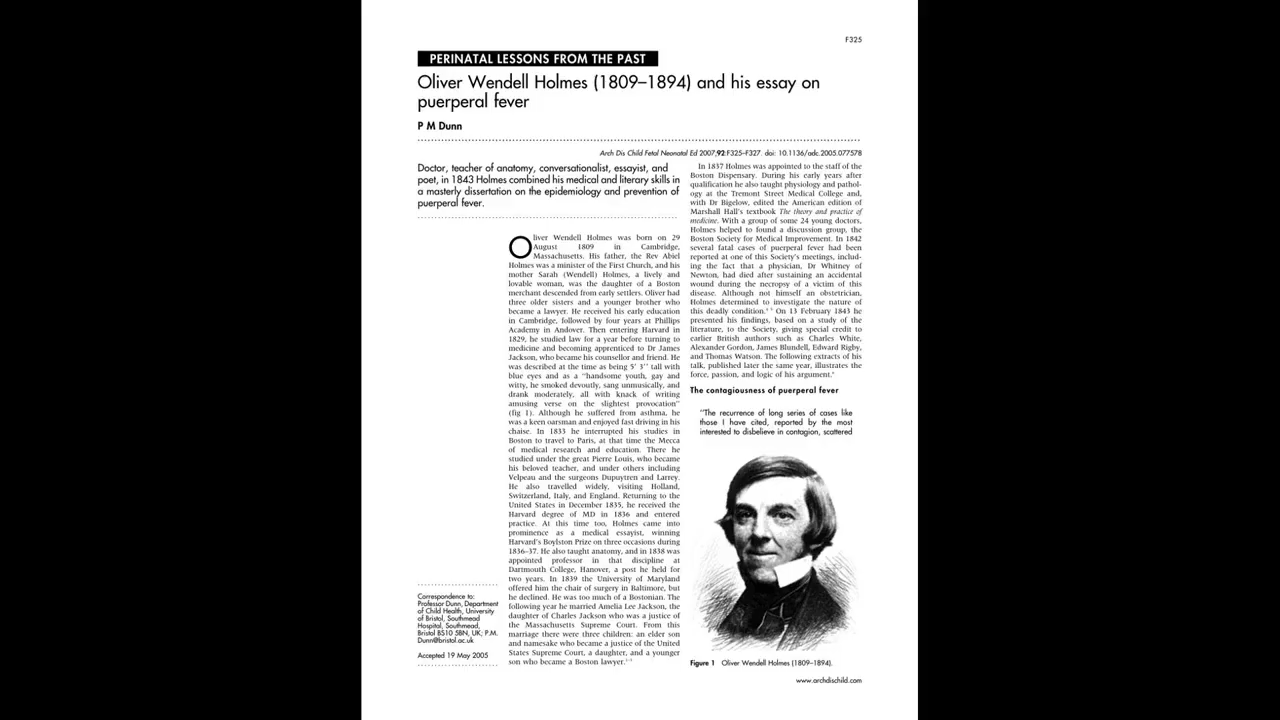 F325
PERINATAL LESSONS FROM THE PAST
Oliver Wendell Holmes (1809–1894) and his essay on
puerperal fever
P M Dunn
Arch Dis Child Fetal Neonatal Ed 2007;92:F325–F327. doi: 10.1136/adc.2005.077578
Doctor, teacher of anatomy, conversationalist, essayist, and
poet, in 1843 Holmes combined his medical and literary skills in
a masterly dissertation on the epidemiology and prevention of
puerperal fever.
Oliver Wendell Holmes was born on 29
August 1809 in Cambridge,
Massachusetts. His father, the Rev Abiel
Holmes was a minister of the First Church, and his
mother Sarah (Wendell) Holmes, a lively and
lovable woman, was the daughter of a Boston
merchant descended from early settlers. Oliver had
three older sisters and a younger brother who
became a lawyer. He received his early education
in Cambridge, followed by four years at Phillips
Academy in Andover. Then entering Harvard in
1829, he studied law for a year before turning to
medicine and becoming apprenticed to Dr James
Jackson, who became his counsellor and friend. He
was described at the time as being 5' 3'' tall with
blue eyes and as a "handsome youth, gay and
witty, he smoked devoutly, sang unmusically, and
drank moderately, all with knack of writing
amusing verse on the slightest provocation"
(fig 1). Although he suffered from asthma, he
was a keen oarsman and enjoyed fast driving in his
chaise. In 1833 he interrupted his studies in
Boston to travel to Paris, at that time the Mecca
of medical research and education. There he
studied under the great Pierre Louis, who became
his beloved teacher, and under others including
Velpeau and the surgeons Dupuytren and Larrey.
He also travelled widely, visiting Holland,
Switzerland, Italy, and England. Returning to the
United States in December 1835, he received the
Harvard degree of MD in 1836 and entered
practice. At this time too, Holmes came into
prominence as a medical essayist, winning
Harvard's Boylston Prize on three occasions during
1836–37. He also taught anatomy, and in 1838 was
appointed professor in that discipline at
Dartmouth College, Hanover, a post he held for
two years. In 1839 the University of Maryland
offered him the chair of surgery in Baltimore, but
he declined. He was too much of a Bostonian. The
following year he married Amelia Lee Jackson, the
daughter of Charles Jackson who was a justice of
the Massachusetts Supreme Court. From this
marriage there were three children: an elder son
and namesake who became a justice of the United
States Supreme Court, a daughter, and a younger
son who became a Boston lawyer.
In 1837 Holmes was appointed to the staff of the
Boston Dispensary. During his early years after
qualification he also taught physiology and pathol-
ogy at the Tremont Street Medical College and,
with Dr Bigelow, edited the American edition of
Marshall Hall's textbook The theory and practice of
medicine. With a group of some 24 young doctors,
Holmes helped to found a discussion group, the
Boston Society for Medical Improvement. In 1842
several fatal cases of puerperal fever had been
reported at one of this Society's meetings, includ-
ing the fact that a physician, Dr Whitney of
Newton, had died after sustaining an accidental
wound during the necropsy of a victim of this
disease. Although not himself an obstetrician,
Holmes determined to investigate the nature of
this deadly condition. On 13 February 1843 he
presented his findings, based on a study of the
literature, to the Society, giving special credit to
earlier British authors such as Charles White,
Alexander Gordon, James Blundell, Edward Rigby,
and Thomas Watson. The following extracts of his
talk, published later the same year, illustrates the
force, passion, and logic of his argument.
The contagiousness of puerperal fever
"The recurrence of long series of cases like
those I have cited, reported by the most
interested to disbelieve in contagion, scattered
Figure 1 Oliver Wendell Holmes (1809–1894).
Correspondence to:
Professor Dunn, Department
of Child Health, University
of Bristol, Southmead
Hospital, Southmead,
Bristol BS10 5BN, UK; P.M.
Dunn@bristol.ac.uk
Accepted 19 May 2005
www.archdischild.com